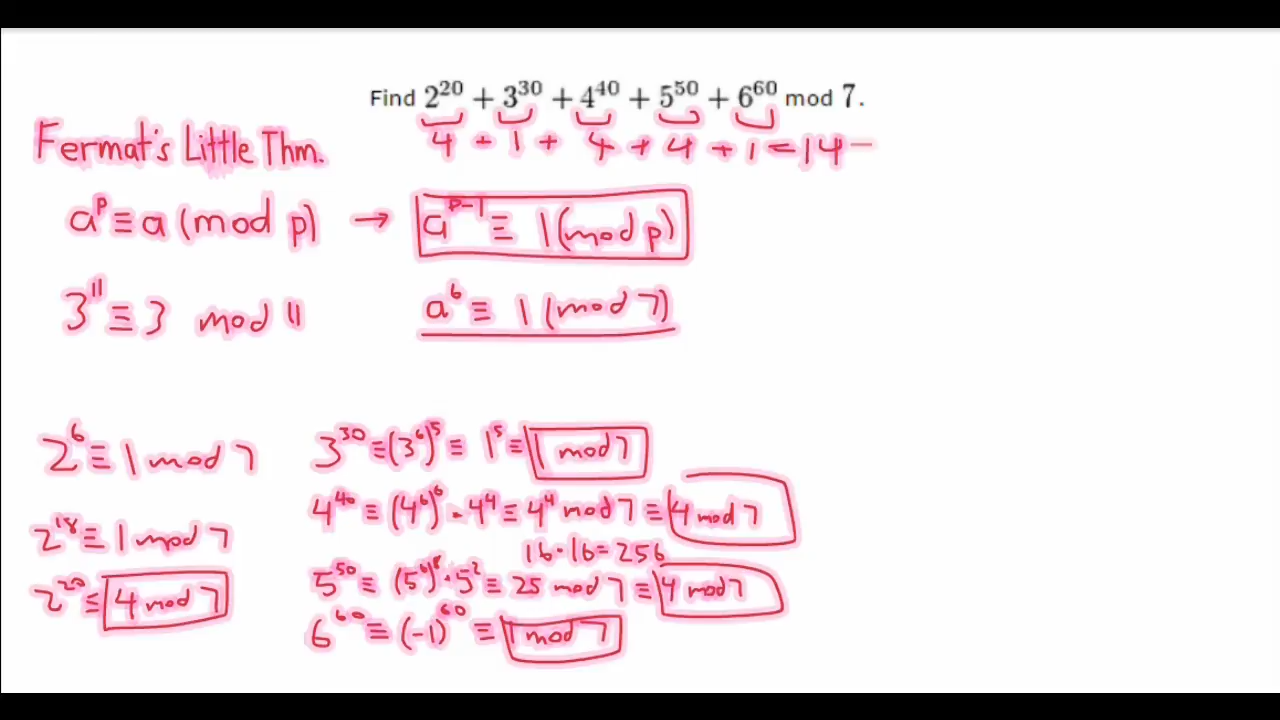 Find 2^20 + 3^30 + 4^40 + 5^50 + 6^60 mod 7.
4 + 1 + 4 + 4 + 1 = 14 -
Fermat's Little Thm.
a^p ≡ a (mod p) → a^p-1 ≡ 1 (mod p)
3^11 ≡ 3 mod 11
a^6 ≡ 1 (mod 7)
2^6 ≡ 1 mod 7
2^18 ≡ 1 mod 7
2^20 ≡ 4 mod 7
3^30 ≡ (3^6)^5 ≡ 1^5 ≡ 1 mod 7
4^40 ≡ (4^6)^6 · 4^4 ≡ 4^4 mod 7 ≡ 4 mod 7
16 · 16 = 256
5^50 ≡ (5^6)^8 · 5^2 ≡ 25 mod 7 ≡ 4 mod 7
6^60 ≡ (-1)^60 ≡ 1 mod 7